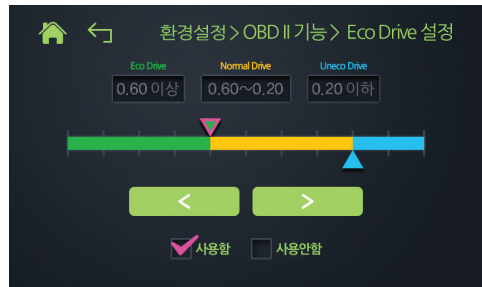 환경설정 > OBD II 기능 > Eco Drive 설정
Eco Drive Normal Drive Uneco Drive
0.60 이상 0.60~0.20 0.20 이하
< >
사용함 사용안함